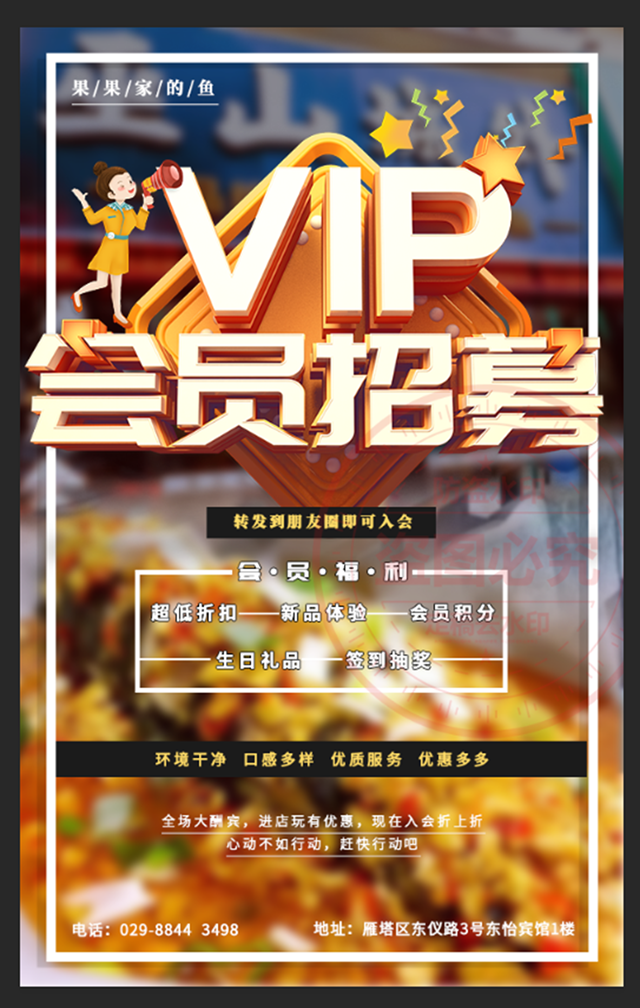 果/果/家/的/鱼
VIP
会员招募
转发到朋友圈即可入会
会·员·福·利
超低折扣——新品体验——会员积分
生日礼品——签到抽奖
环境干净 口感多样 优质服务 优惠多多
全场大酬宾，进店玩有优惠，现在入会折上折
心动不如行动，赶快行动吧
电话：029-8844 3498
地址：雁塔区东仪路3号东怡宾馆1楼
盗图必究